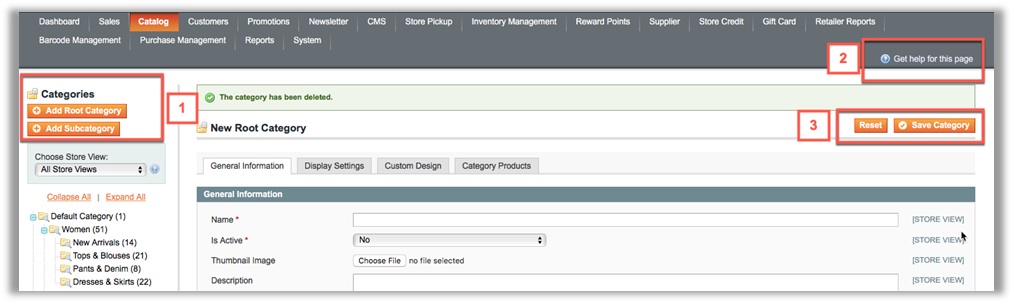 Dashboard Sales Catalog Customers Promotions Newsletter CMS Store Pickup Inventory Management Reward Points Supplier Store Credit Gift Card Retailer Reports
Barcode Management Purchase Management Reports System
2
Get help for this page
Categories
Add Root Category
Add Subcategory
1
Choose Store View:
All Store Views
Collapse All | Expand All
Default Category (1)
Women (51)
New Arrivals (14)
Tops & Blouses (21)
Pants & Denim (8)
Dresses & Skirts (22)
The category has been deleted.
New Root Category
3
Reset Save Category
General Information Display Settings Custom Design Category Products
General Information
Name * [STORE VIEW]
Is Active * No [STORE VIEW]
Thumbnail Image Choose File no file selected [STORE VIEW]
Description [STORE VIEW]